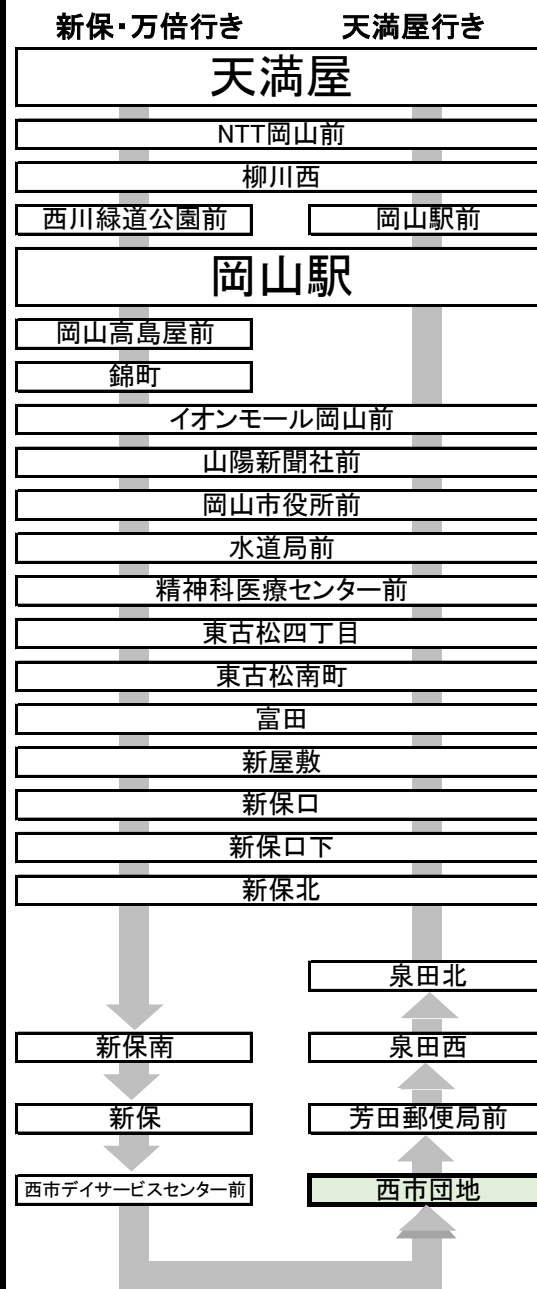 新保・万倍行き 天満屋行き
天満屋
NTT岡山前
柳川西
西川緑道公園前 岡山駅前
岡山駅
岡山高島屋前
錦町
イオンモール岡山前
山陽新聞社前
岡山市役所前
水道局前
精神科医療センター前
東古松四丁目
東古松南町
富田
新屋敷
新保口
新保口下
新保北
泉田北
新保南 泉田西
新保 芳田郵便局前
西市デイサービスセンター前 西市団地